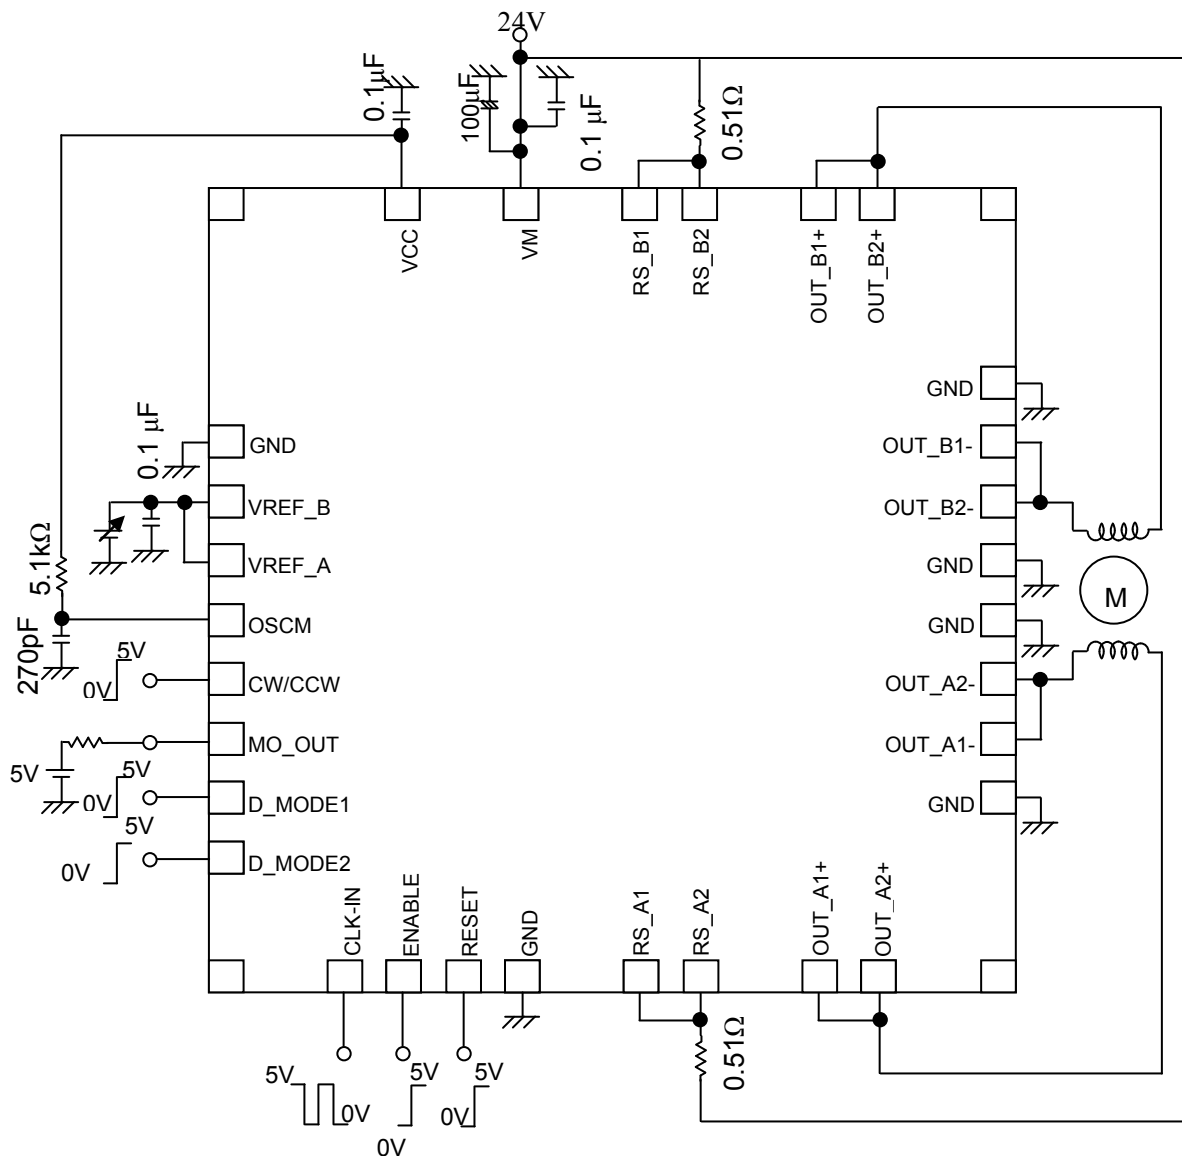 24V
0.1µF
100µF
0.1 µF
0.51Ω
VCC
VM
RS_B1
RS_B2
OUT_B1+
OUT_B2+
GND
OUT_B1-
OUT_B2-
GND
GND
OUT_A2-
OUT_A1-
GND
M
0.1 µF
GND
VREF_B
VREF_A
5.1kΩ
OSCM
270pF
5V
0V
CW/CCW
MO_OUT
5V
5V
0V
D_MODE1
5V
0V
D_MODE2
CLK-IN
ENABLE
RESET
GND
RS_A1
RS_A2
OUT_A1+
OUT_A2+
0.51Ω
5V
0V
5V
0V
5V
0V